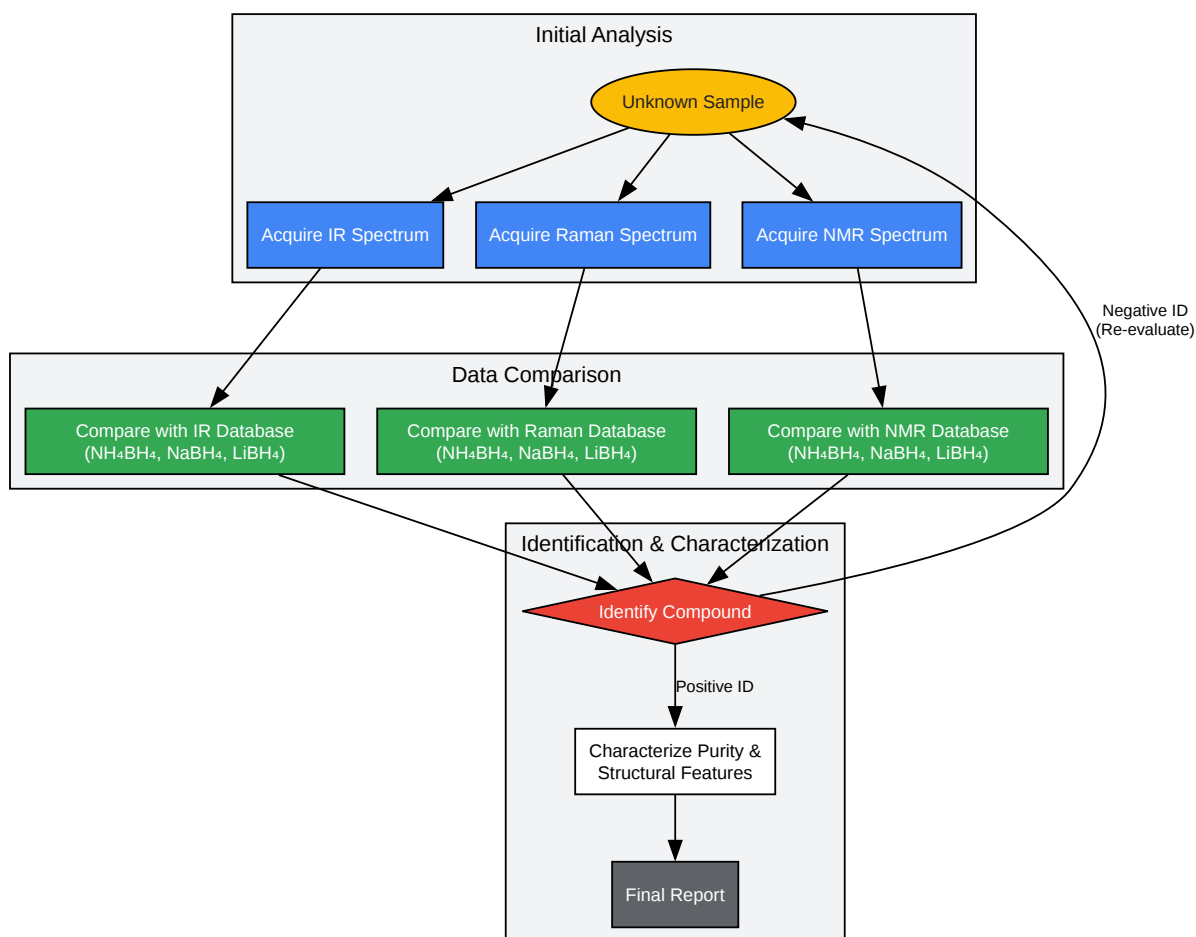 Initial Analysis
Unknown Sample
Acquire IR Spectrum
Acquire Raman Spectrum
Acquire NMR Spectrum
Negative ID
(Re-evaluate)
Data Comparison
Compare with IR Database
(NH₄BH₄, NaBH₄, LiBH₄)
Compare with Raman Database
(NH₄BH₄, NaBH₄, LiBH₄)
Compare with NMR Database
(NH₄BH₄, NaBH₄, LiBH₄)
Identification & Characterization
Identify Compound
Positive ID
Characterize Purity &
Structural Features
Final Report